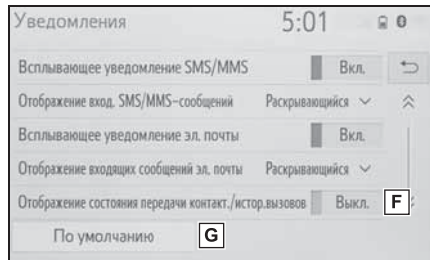 Уведомления 5:01
Всплывающее уведомление SMS/MMS Вкл.
Отображение вход. SMS/MMS-сообщений Раскрывающийся
Всплывающее уведомление эл. почты Вкл.
Отображение входящих сообщений эл. почты Раскрывающийся
Отображение состояния передачи контакт./истор.вызовов Выкл. F
По умолчанию G